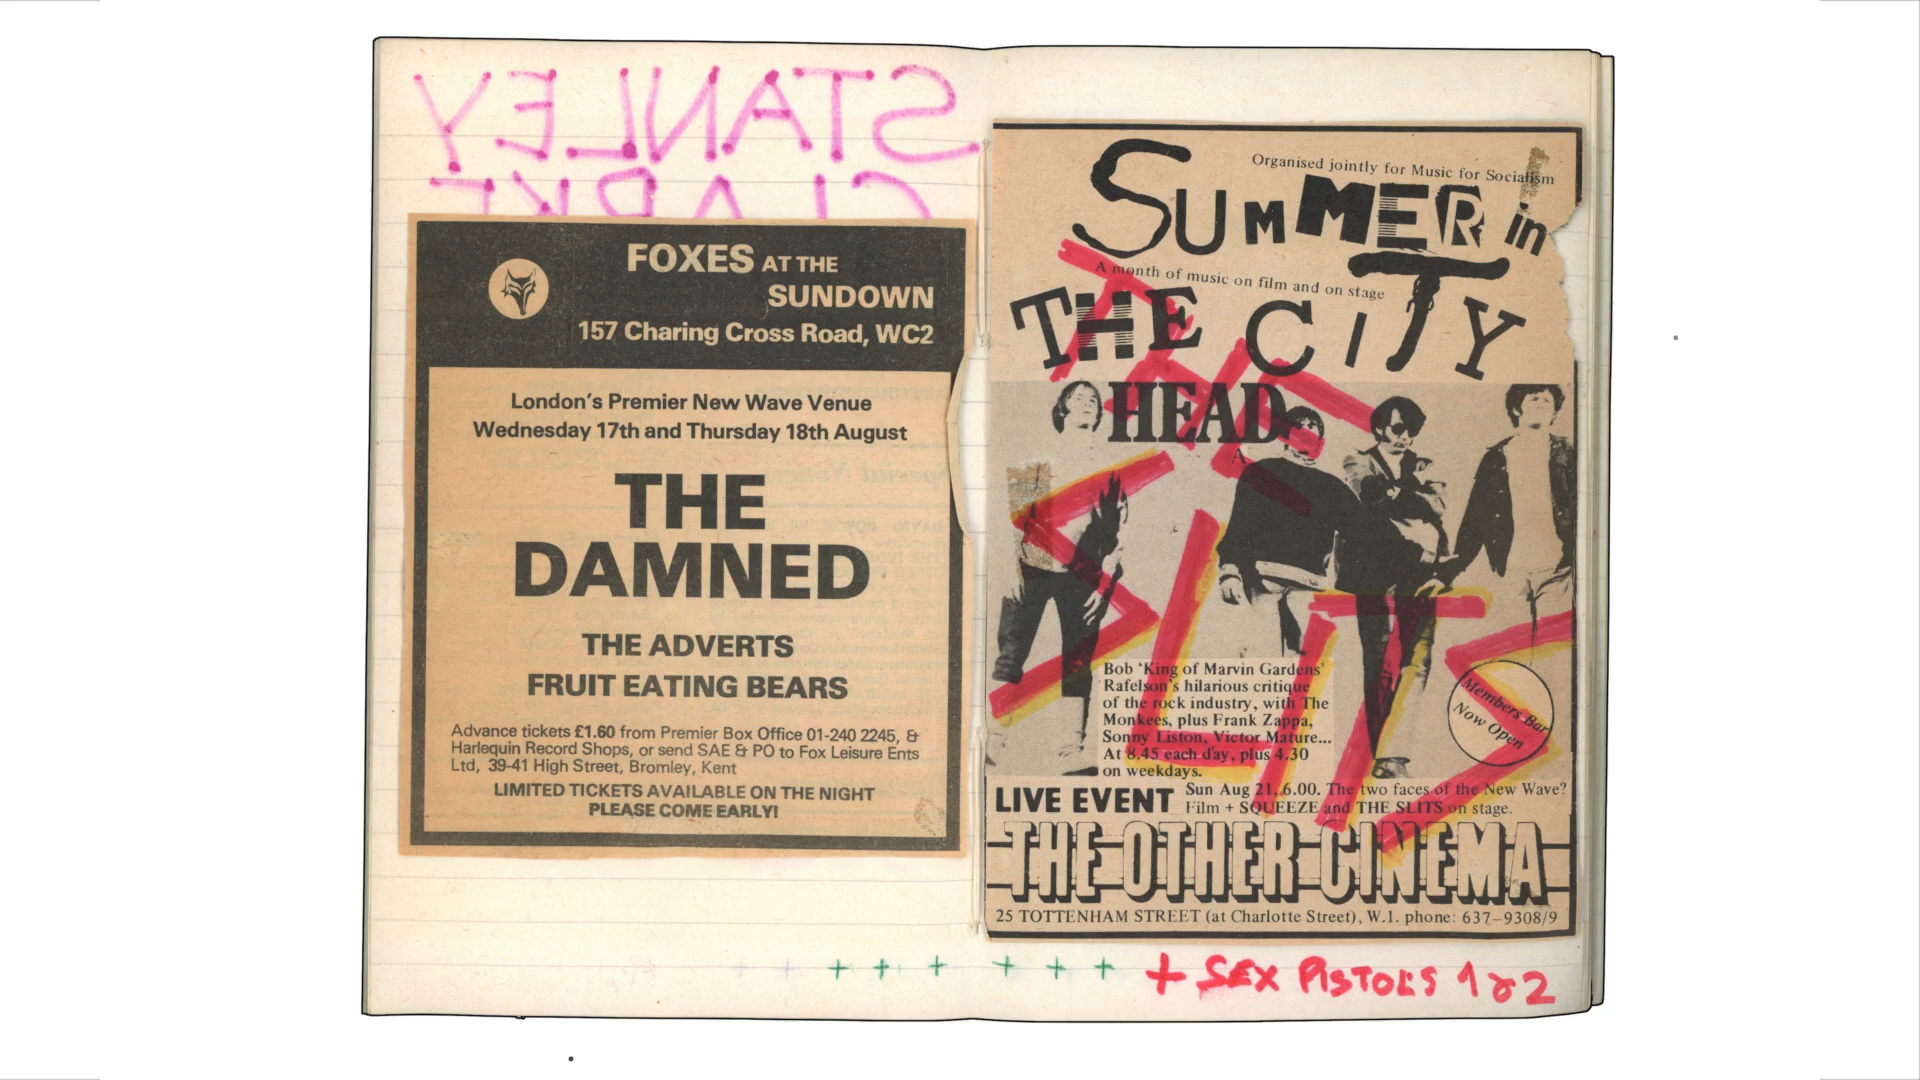 STANLEY
CLARKE
FOXES AT THE
SUNDOWN
157 Charing Cross Road, WC2
London's Premier New Wave Venue
Wednesday 17th and Thursday 18th August
THE
DAMNED
THE ADVERTS
FRUIT EATING BEARS
Advance tickets £1.60 from Premier Box Office 01-240 2245, &
Harlequin Record Shops, or send SAE & PO to Fox Leisure Ents
Ltd, 39-41 High Street, Bromley, Kent
LIMITED TICKETS AVAILABLE ON THE NIGHT
PLEASE COME EARLY!
Organised jointly for Music for Socialism
SUMMER in
A month of music on film and on stage
THE CITY
HEAD
THE
SLITS
Bob 'King of Marvin Gardens'
Rafelson's hilarious critique
of the rock industry, with The
Monkees, plus Frank Zappa,
Sonny Liston, Victor Mature...
At 8.45 each day, plus 4.30
on weekdays.
Members Bar
Now Open
LIVE EVENT
Sun Aug 21, 6.00. The two faces of the New Wave?
Film + SQUEEZE and THE SLITS on stage.
THE OTHER CINEMA
25 TOTTENHAM STREET (at Charlotte Street), W.1. phone: 637-9308/9
+ + + + + + + SEX PISTOLS 1 & 2